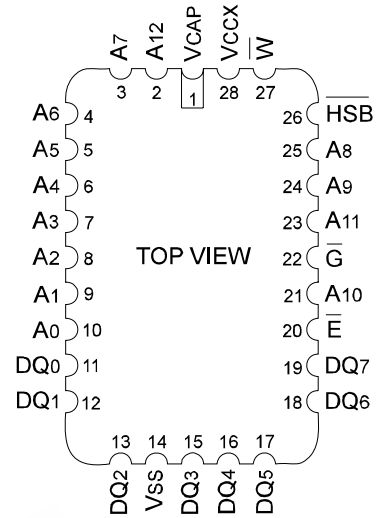 A7 A12 VCAP VCCX W̅
3 2 1 28 27
A6 4 26 H̅S̅B̅
A5 5 25 A8
A4 6 24 A9
A3 7 23 A11
A2 8 TOP VIEW 22 G̅
A1 9 21 A10
A0 10 20 E̅
DQ0 11 19 DQ7
DQ1 12 18 DQ6
13 14 15 16 17
DQ2 VSS DQ3 DQ4 DQ5